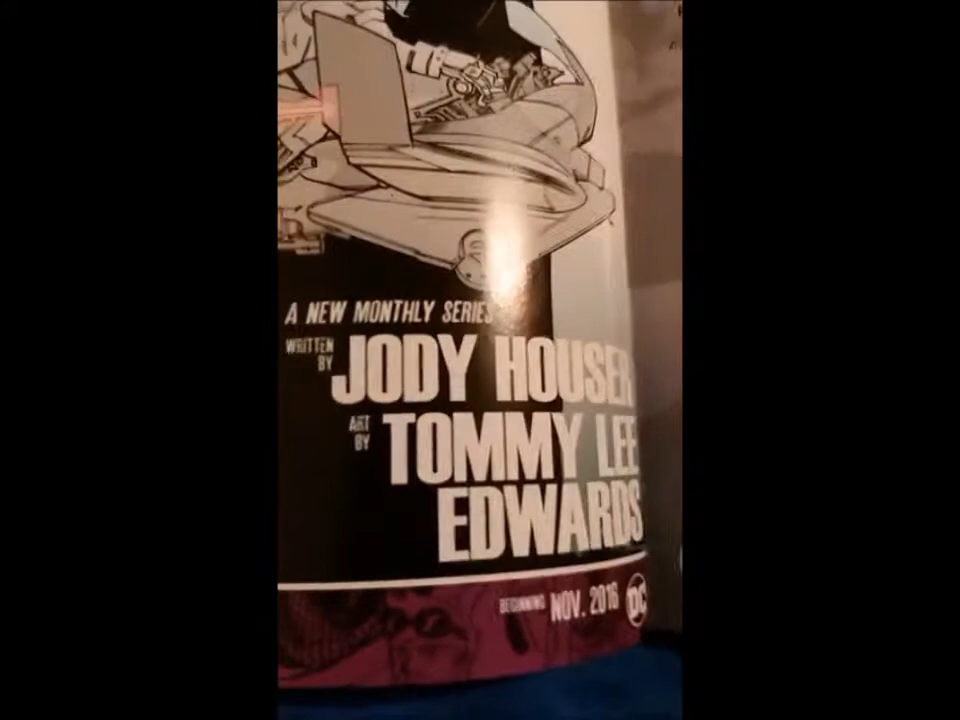 A NEW MONTHLY SERIES
WRITTEN
BY
JODY HOUSER
ART
BY
TOMMY LEE
EDWARDS
BEGINNING NOV. 2016 DC